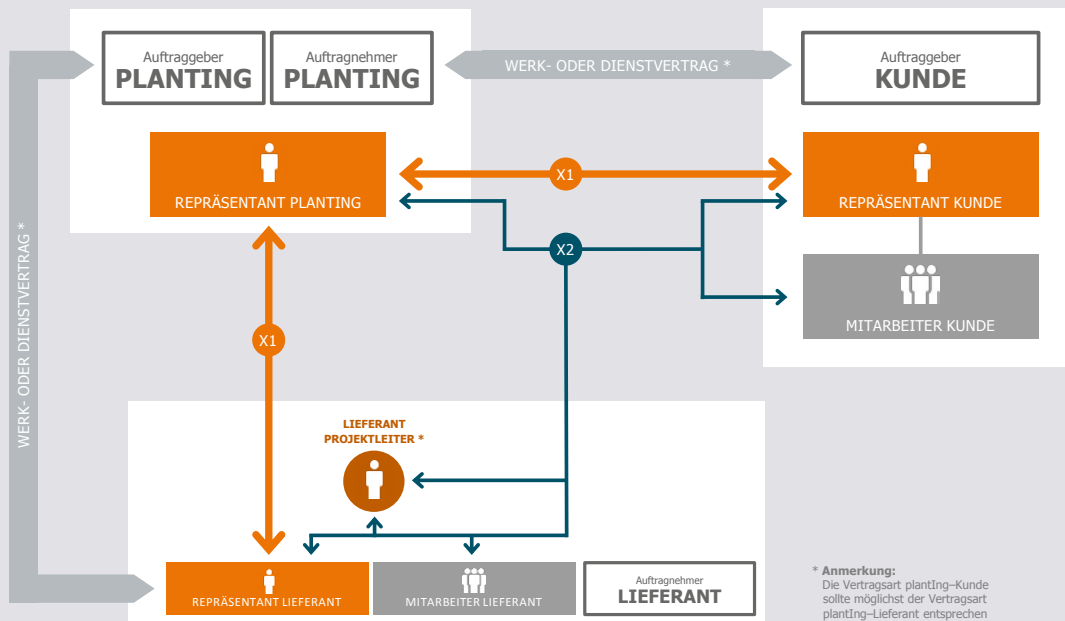 Auftraggeber
PLANTING
Auftragnehmer
PLANTING
WERK- ODER DIENSTVERTRAG *
Auftraggeber
KUNDE
REPRÄSENTANT PLANTING
X1
REPRÄSENTANT KUNDE
X2
MITARBEITER KUNDE
WERK- ODER DIENSTVERTRAG *
X1
LIEFERANT
PROJEKTLEITER *
REPRÄSENTANT LIEFERANT
MITARBEITER LIEFERANT
Auftragnehmer
LIEFERANT
* Anmerkung:
Die Vertragsart plantIng–Kunde
sollte möglichst der Vertragsart
plantIng–Lieferant entsprechen